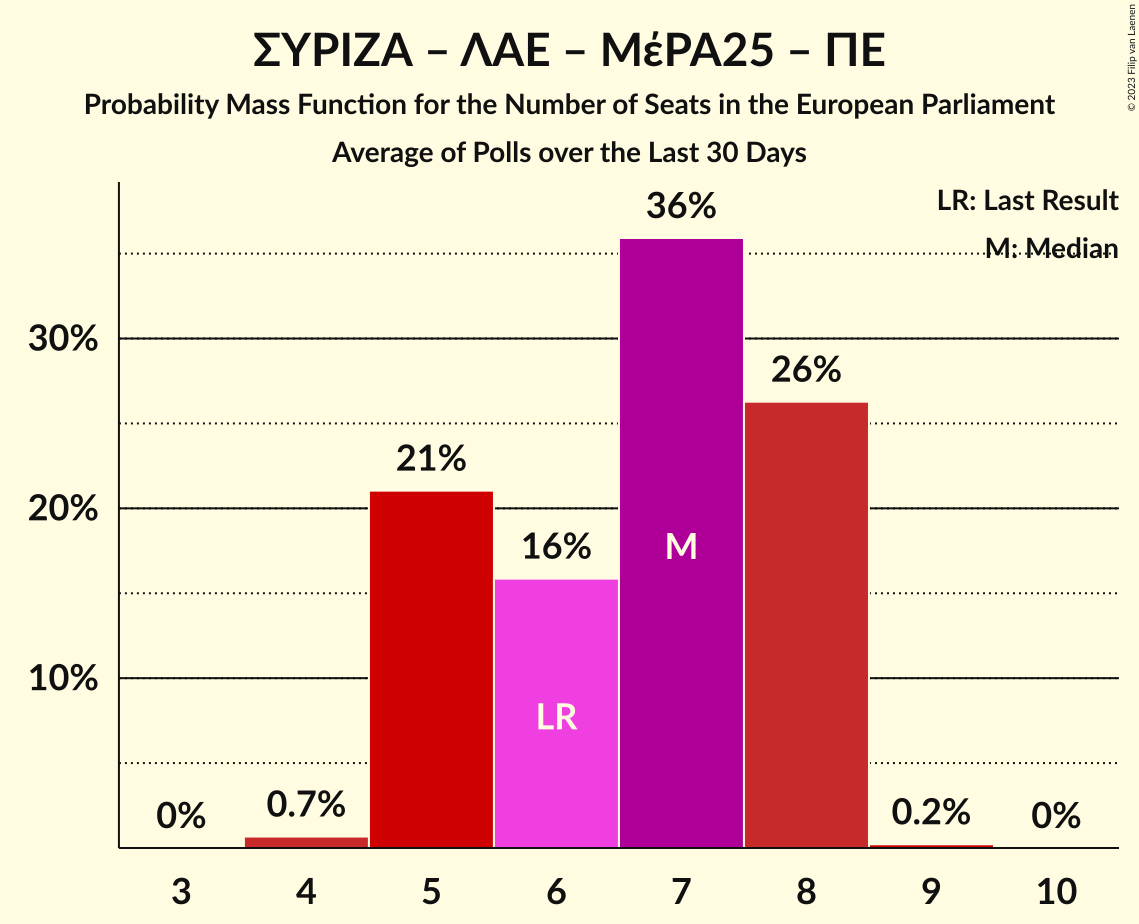 ΣΥΡΙΖΑ – ΛΑΕ – ΜέΡΑ25 – ΠΕ
Probability Mass Function for the Number of Seats in the European Parliament
Average of Polls over the Last 30 Days
© 2023 Filip van Laenen
LR: Last Result
M: Median
30%
20%
10%
0%
0.7%
21%
16%
36%
26%
0.2%
0%
LR
M
3 4 5 6 7 8 9 10